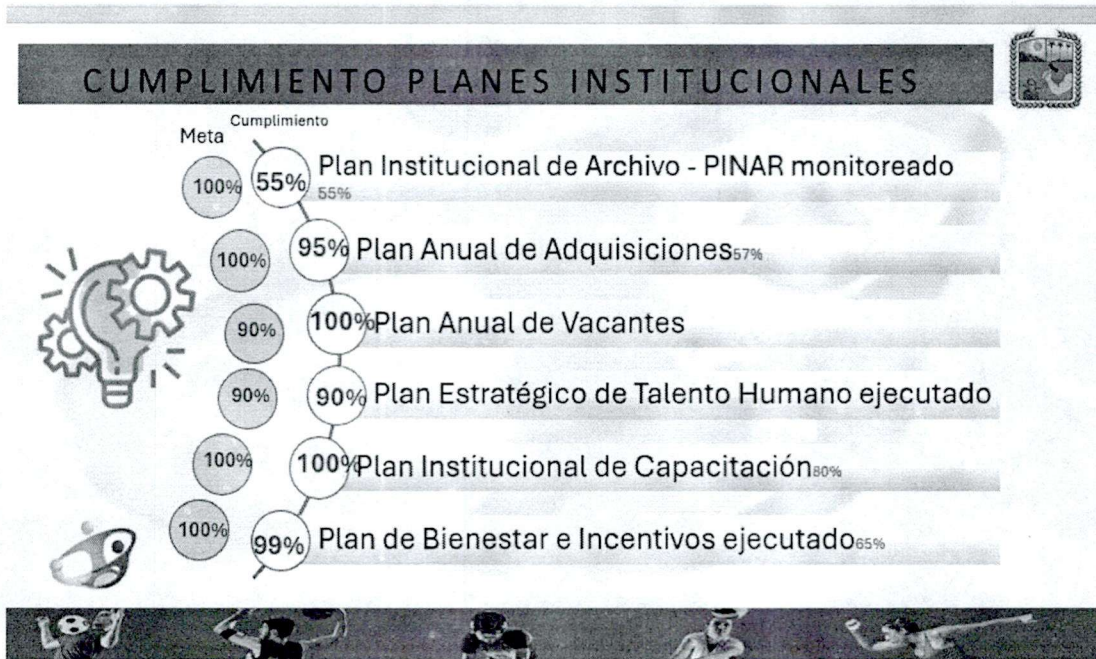 CUMPLIMIENTO PLANES INSTITUCIONALES
Meta Cumplimiento
100% 55% Plan Institucional de Archivo - PINAR monitoreado
55%
100% 95% Plan Anual de Adquisiciones 57%
90% 100% Plan Anual de Vacantes
90% 90% Plan Estratégico de Talento Humano ejecutado
100% 100% Plan Institucional de Capacitación 80%
100% 99% Plan de Bienestar e Incentivos ejecutado 65%